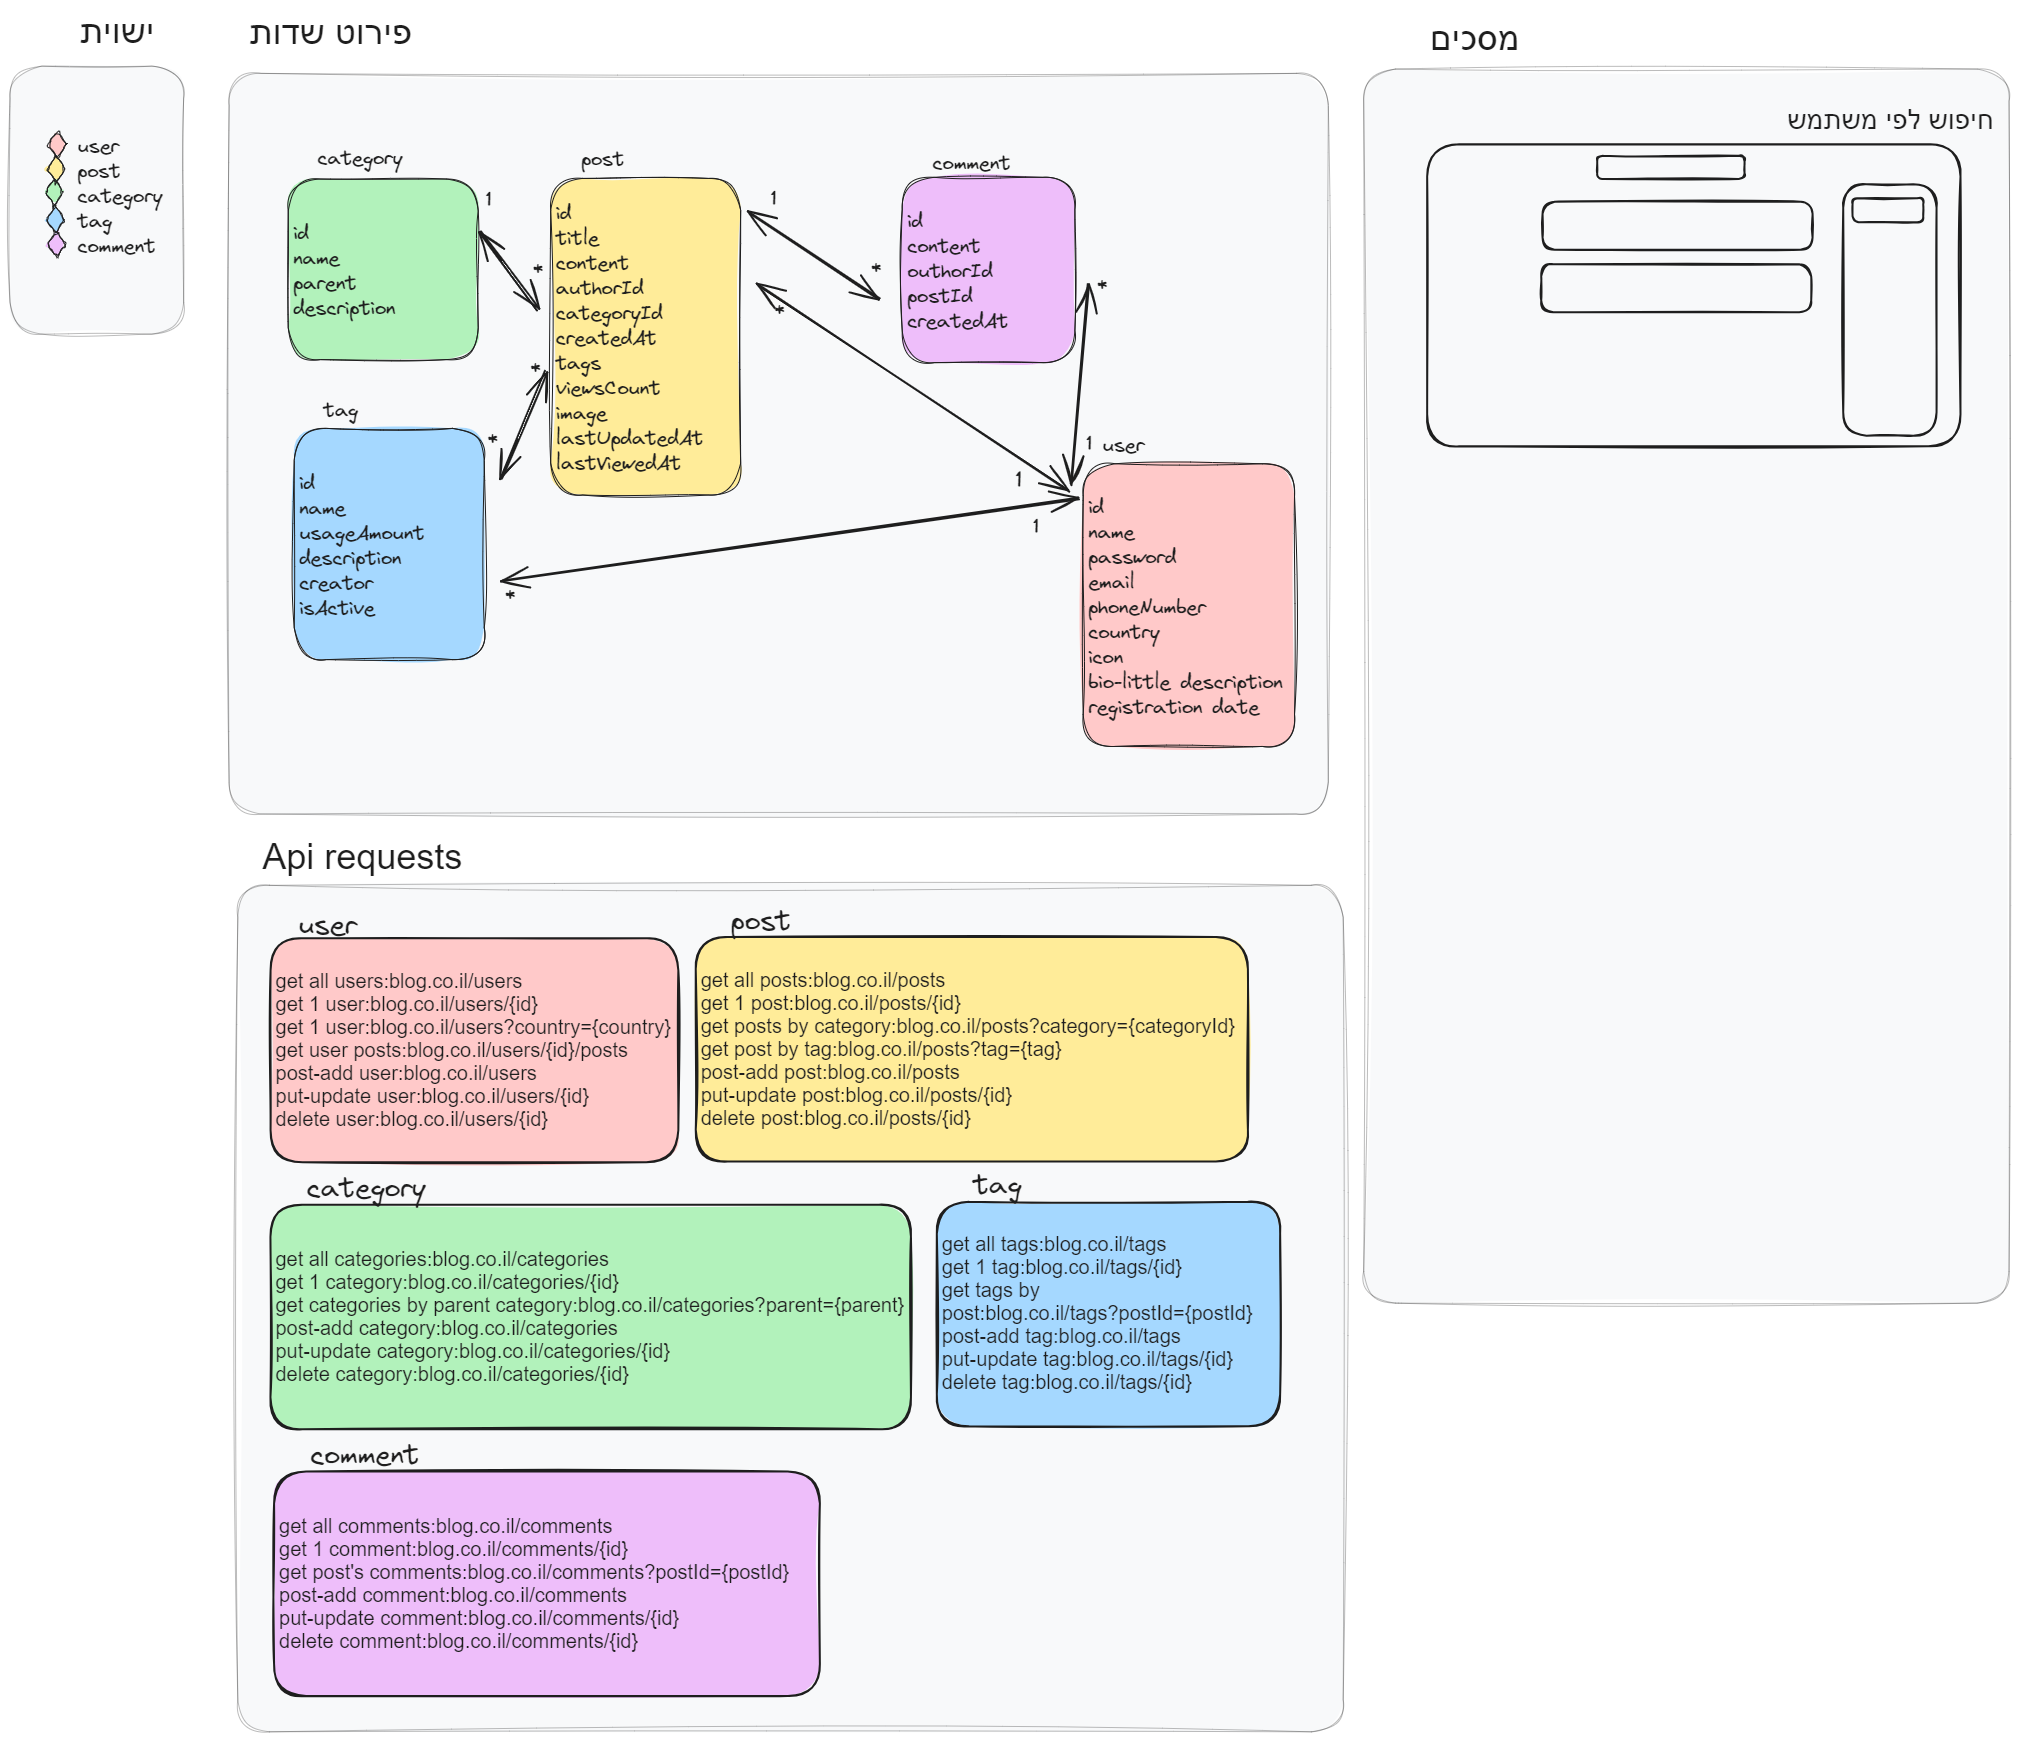 ישוית
user
post
category
tag
comment
פירוט שדות
category
1
id
name
parent
description
*
post
id
title
content
authorId
categoryId
createdAt
tags
viewsCount
image
lastUpdatedAt
lastViewedAt
1
*
*
comment
id
content
outhorId
postId
createdAt
*
1
tag
*
*
id
name
usageAmount
description
creator
isActive
*
1
1
user
id
name
password
email
phoneNumber
country
icon
bio-little description
registration date
מסכים
חיפוש לפי משתמש
Api requests
user
get all users:blog.co.il/users
get 1 user:blog.co.il/users/{id}
get 1 user:blog.co.il/users?country={country}
get user posts:blog.co.il/users/{id}/posts
post-add user:blog.co.il/users
put-update user:blog.co.il/users/{id}
delete user:blog.co.il/users/{id}
post
get all posts:blog.co.il/posts
get 1 post:blog.co.il/posts/{id}
get posts by category:blog.co.il/posts?category={categoryId}
get post by tag:blog.co.il/posts?tag={tag}
post-add post:blog.co.il/posts
put-update post:blog.co.il/posts/{id}
delete post:blog.co.il/posts/{id}
category
get all categories:blog.co.il/categories
get 1 category:blog.co.il/categories/{id}
get categories by parent category:blog.co.il/categories?parent={parent}
post-add category:blog.co.il/categories
put-update category:blog.co.il/categories/{id}
delete category:blog.co.il/categories/{id}
tag
get all tags:blog.co.il/tags
get 1 tag:blog.co.il/tags/{id}
get tags by
post:blog.co.il/tags?postId={postId}
post-add tag:blog.co.il/tags
put-update tag:blog.co.il/tags/{id}
delete tag:blog.co.il/tags/{id}
comment
get all comments:blog.co.il/comments
get 1 comment:blog.co.il/comments/{id}
get post's comments:blog.co.il/comments?postId={postId}
post-add comment:blog.co.il/comments
put-update comment:blog.co.il/comments/{id}
delete comment:blog.co.il/comments/{id}